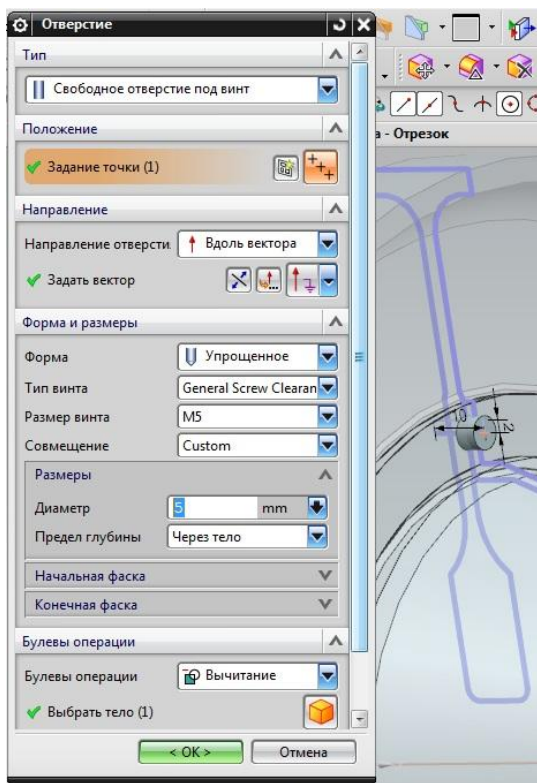 Отверстие
Тип
Свободное отверстие под винт
Положение
Задание точки (1)
а - Отрезок
Направление
Направление отверсти
Вдоль вектора
Задать вектор
Форма и размеры
Форма
Упрощенное
Тип винта
General Screw Clearan
Размер винта
M5
Совмещение
Custom
Размеры
Диаметр
5
mm
Предел глубины
Через тело
Начальная фаска
Конечная фаска
Булевы операции
Булевы операции
Вычитание
Выбрать тело (1)
< OK >
Отмена